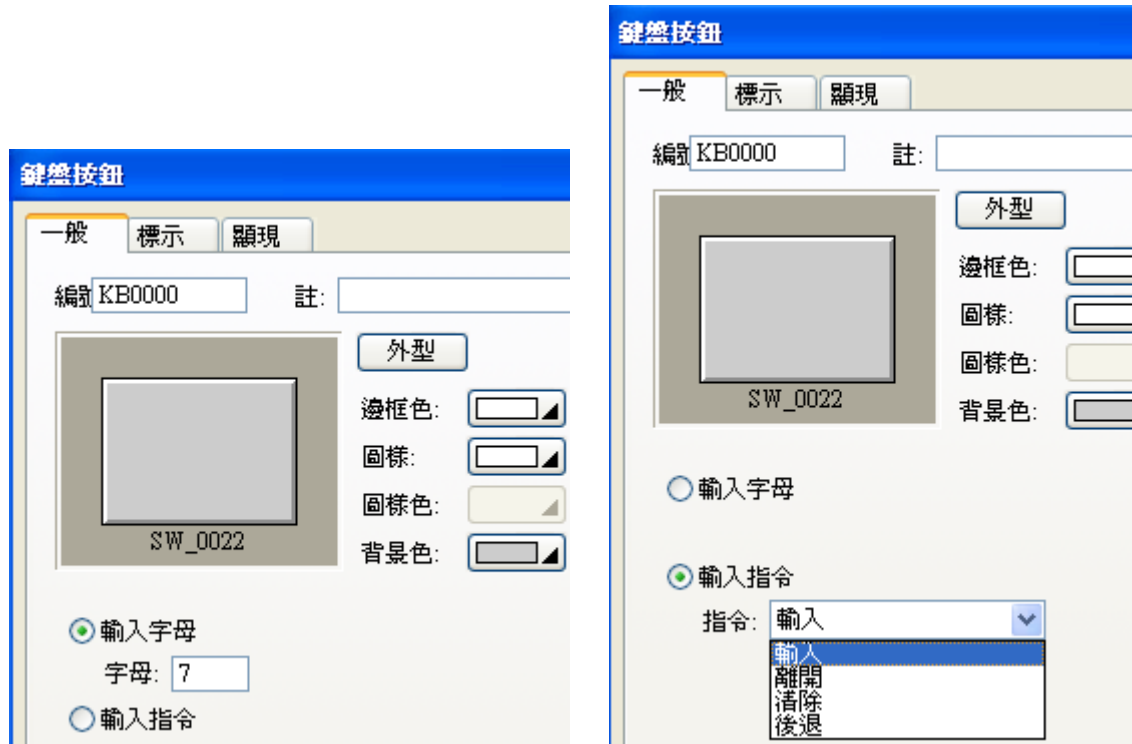 鍵盤按鈕
一般 標示 顯現
編號 KB0000 註:
SW_0022
外型
邊框色:
圖樣:
圖樣色:
背景色:
輸入字母
字母: 7
輸入指令
鍵盤按鈕
一般 標示 顯現
編號 KB0000 註:
SW_0022
外型
邊框色:
圖樣:
圖樣色:
背景色:
輸入字母
輸入指令
指令: 輸入
輸入
離開
清除
後退